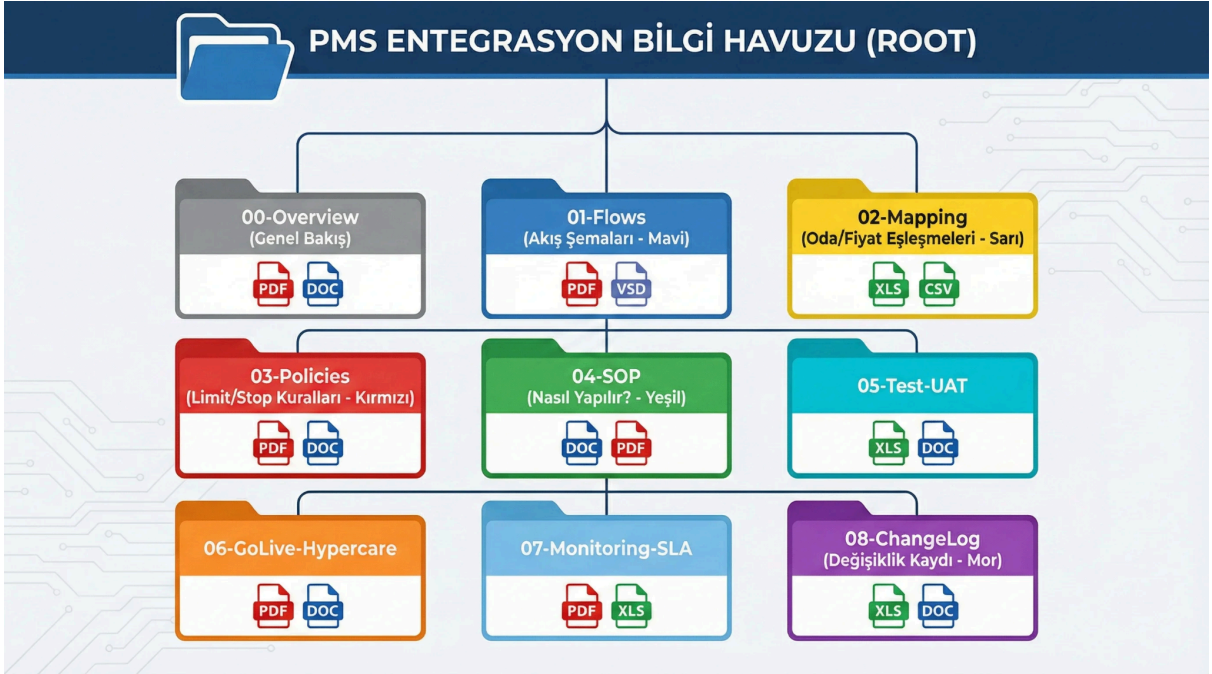 PMS ENTEGRASYON BİLGİ HAVUZU (ROOT)
00-Overview
(Genel Bakış)
PDF DOC
01-Flows
(Akış Şemaları - Mavi)
PDF VSD
02-Mapping
(Oda/Fiyat Eşleşmeleri - Sarı)
XLS CSV
03-Policies
(Limit/Stop Kuralları - Kırmızı)
PDF DOC
04-SOP
(Nasıl Yapılır? - Yeşil)
DOC PDF
05-Test-UAT
XLS DOC
06-GoLive-Hypercare
PDF DOC
07-Monitoring-SLA
PDF XLS
08-ChangeLog
(Değişiklik Kaydı - Mor)
XLS DOC